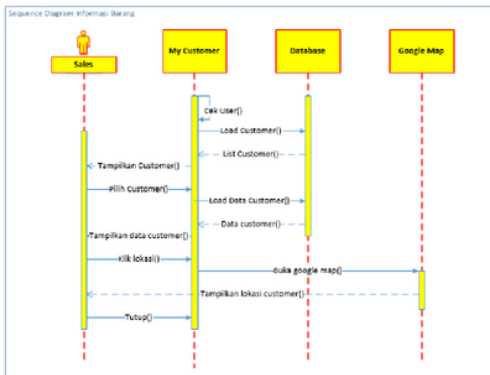 Sequence Diagram Informasi Barang
Sales
My Customer
Database
Google Map
Cek User()
Load Customer()
List Customer()
Tampilkan Customer()
Pilih Customer()
Load Data Customer()
Data customer()
Tampilkan data customer()
Klik lokasi()
Buka google map()
Tampilkan lokasi customer()
Tutup()